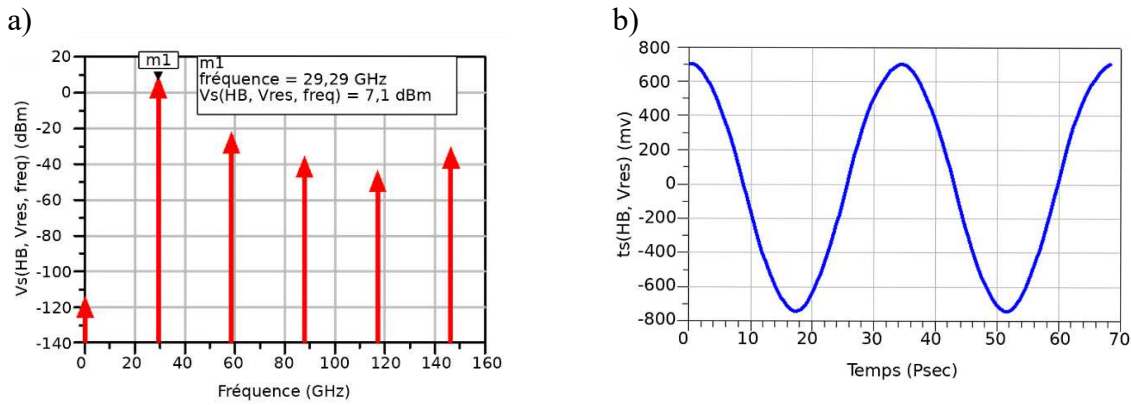 a)
20
0
-20
-40
-60
-80
-100
-120
-140
Vs(HB, Vres, freq) (dBm)
m1
m1
fréquence = 29,29 GHz
Vs(HB, Vres, freq) = 7,1 dBm
0 20 40 60 80 100 120 140 160
Fréquence (GHz)
b)
800
600
400
200
0
-200
-400
-600
-800
ts(HB, Vres) (mv)
0 10 20 30 40 50 60 70
Temps (Psec)